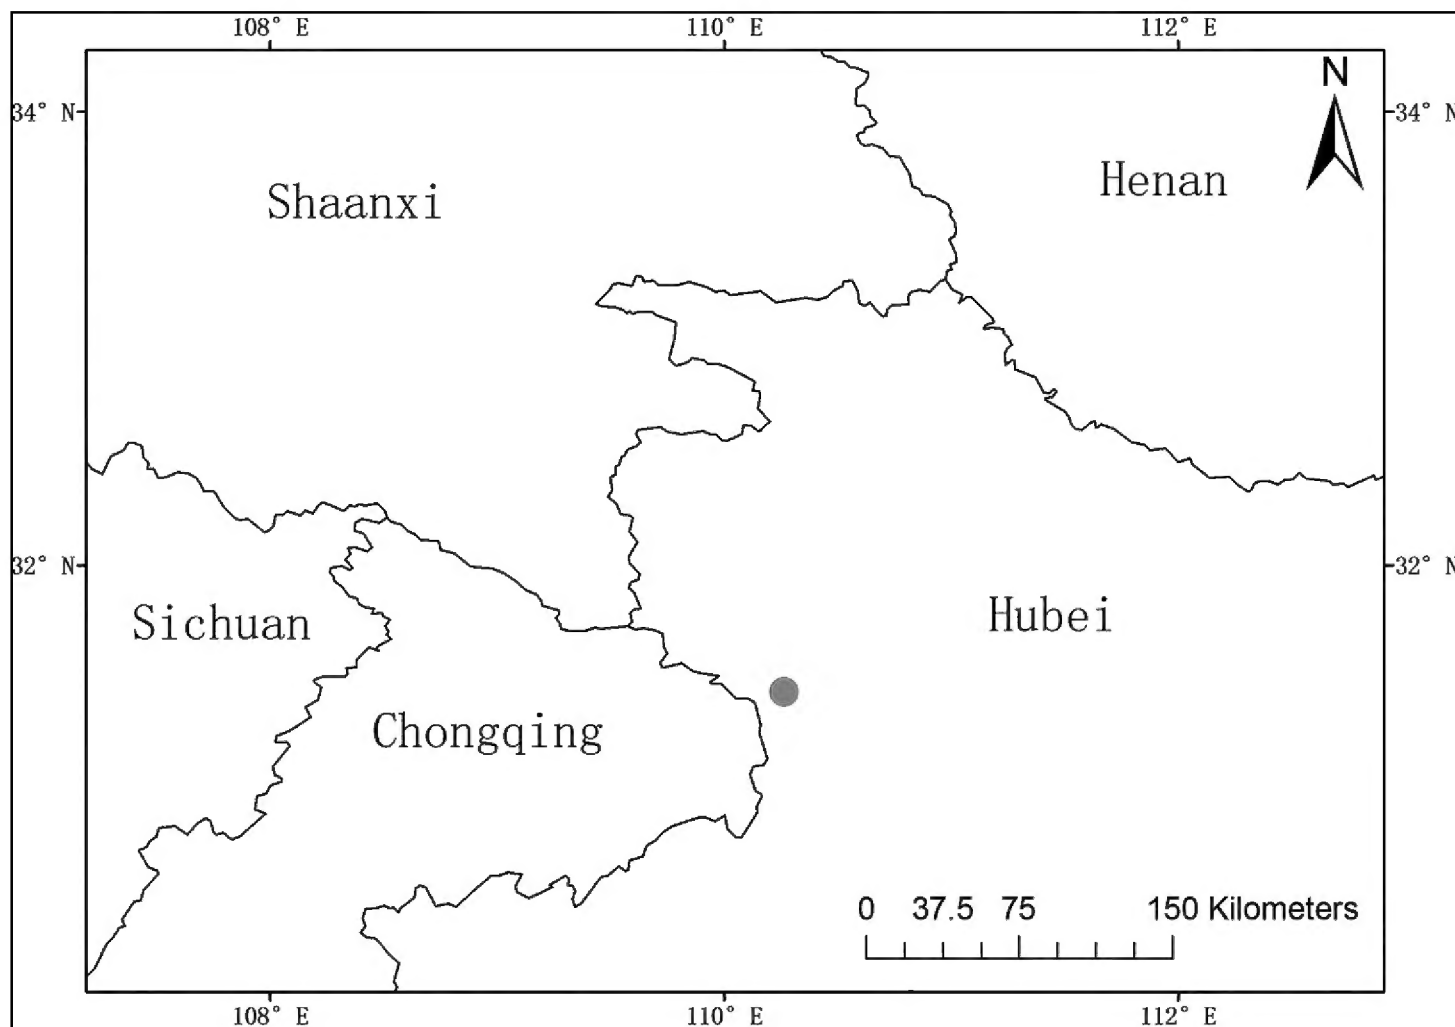 108° E 110° E 112° E
N
34° N 34° N
Henan
Shaanxi
32° N 32° N
Hubei
Sichuan
Chongqing
0 37.5 75 150 Kilometers
108° E 110° E 112° E